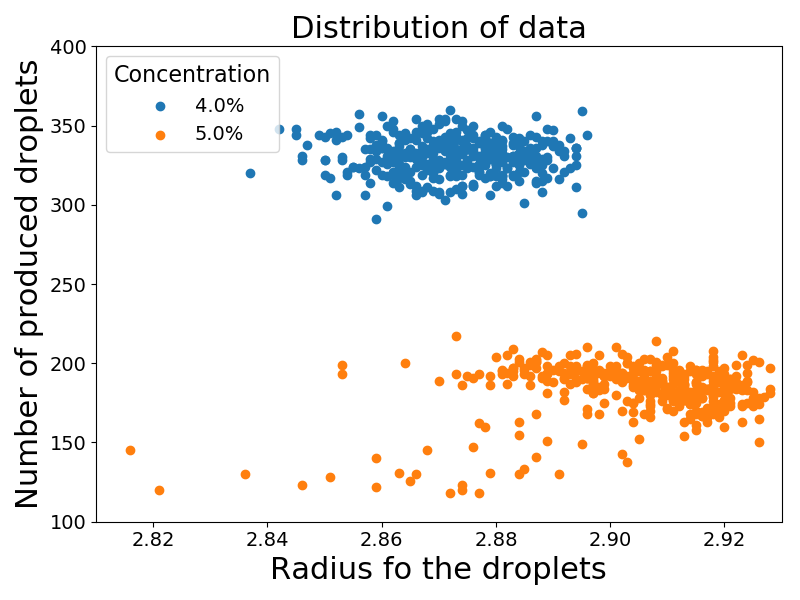 Distribution of data
Number of produced droplets
400
350
300
250
200
150
100
Concentration
4.0%
5.0%
2.82 2.84 2.86 2.88 2.90 2.92
Radius fo the droplets